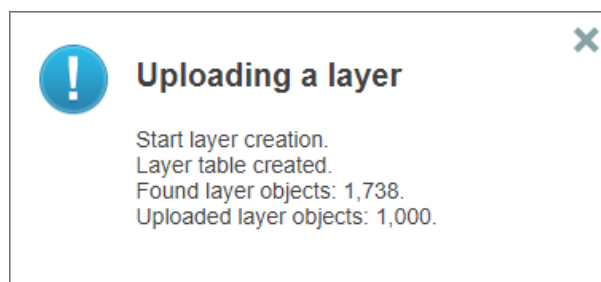 Uploading a layer
Start layer creation.
Layer table created.
Found layer objects: 1,738.
Uploaded layer objects: 1,000.